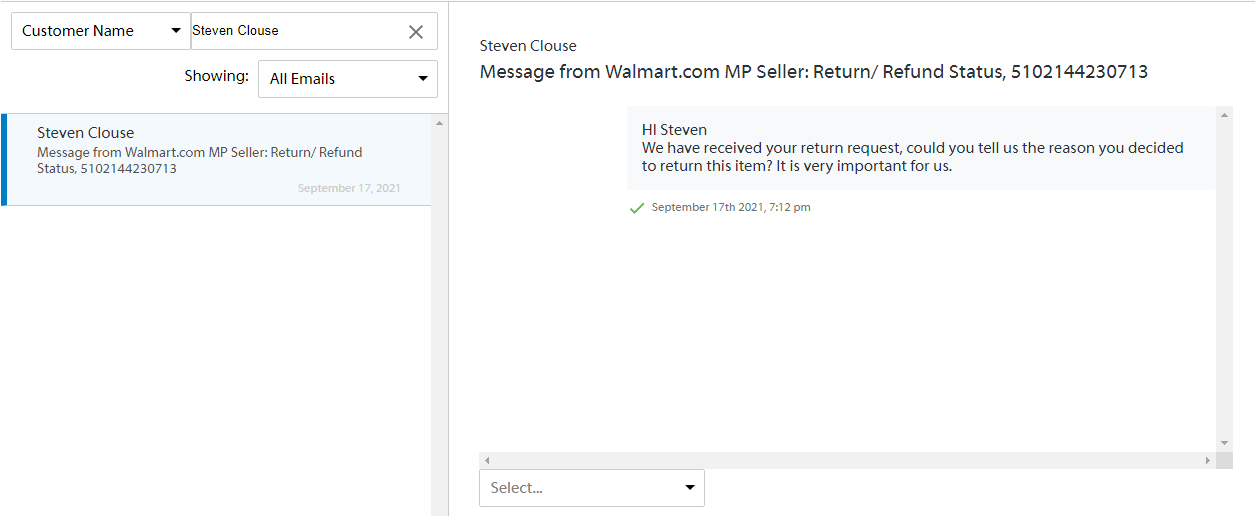 Customer Name
Steven Clouse
Showing:
All Emails
Steven Clouse
Message from Walmart.com MP Seller: Return/ Refund
Status, 5102144230713
September 17, 2021
Steven Clouse
Message from Walmart.com MP Seller: Return/ Refund Status, 5102144230713
HI Steven
We have received your return request, could you tell us the reason you decided
to return this item? It is very important for us.
September 17th 2021, 7:12 pm
Select...